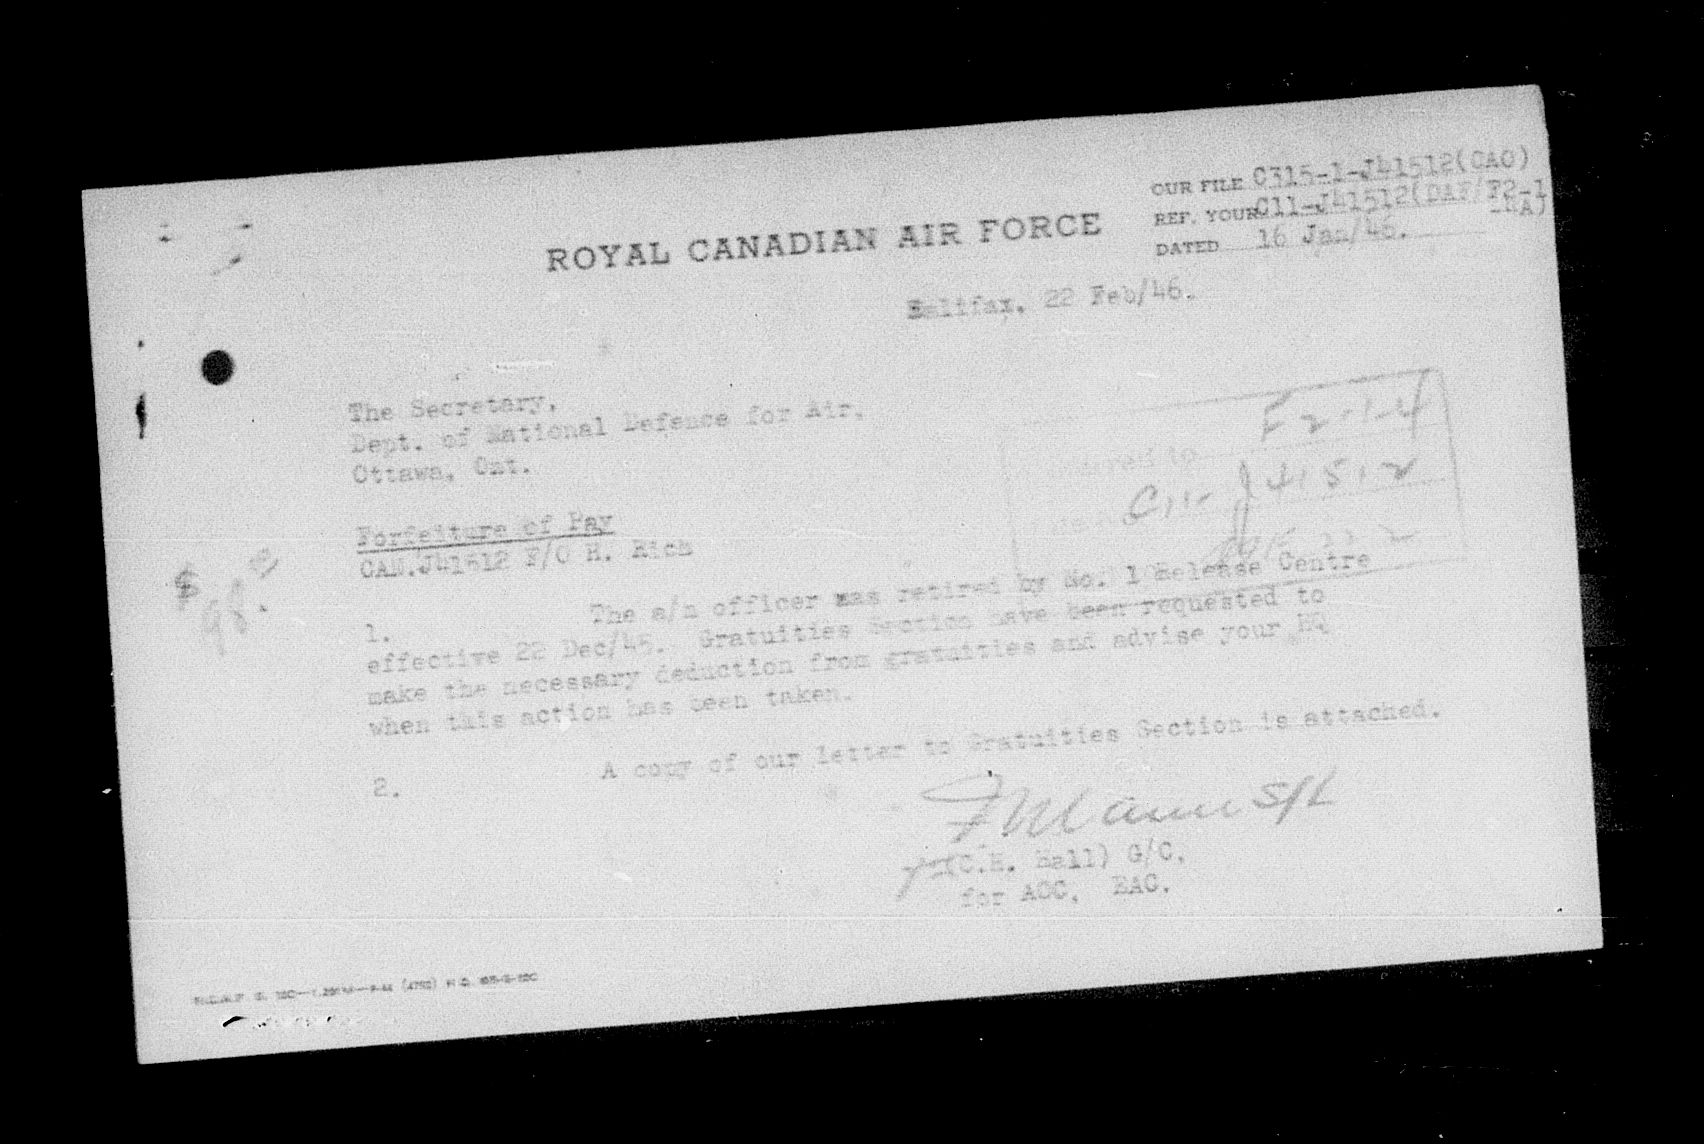 OUR FILE C315-1-J41512(CAO)
REF. YOUR C11-J41512(DAF/F2-1
-4A)
DATED 16 Jan/46.
ROYAL CANADIAN AIR FORCE
Halifax, 22 Feb/46.
The Secretary,
Dept. of National Defence for Air,
Ottawa, Ont.
F2-1-4
C11-J41512
Forfeiture of Pay
CAN.J41512 F/O H. Rich
$
98.
1. The a/n officer was retired by No. 1 Release Centre
effective 22 Dec/45. Gratuities Section have been requested to
make the necessary deduction from gratuities and advise your HQ
when this action has been taken.
2. A copy of our letter to Gratuities Section is attached.
(C.H. Hall) G/C,
for AOC, EAC.